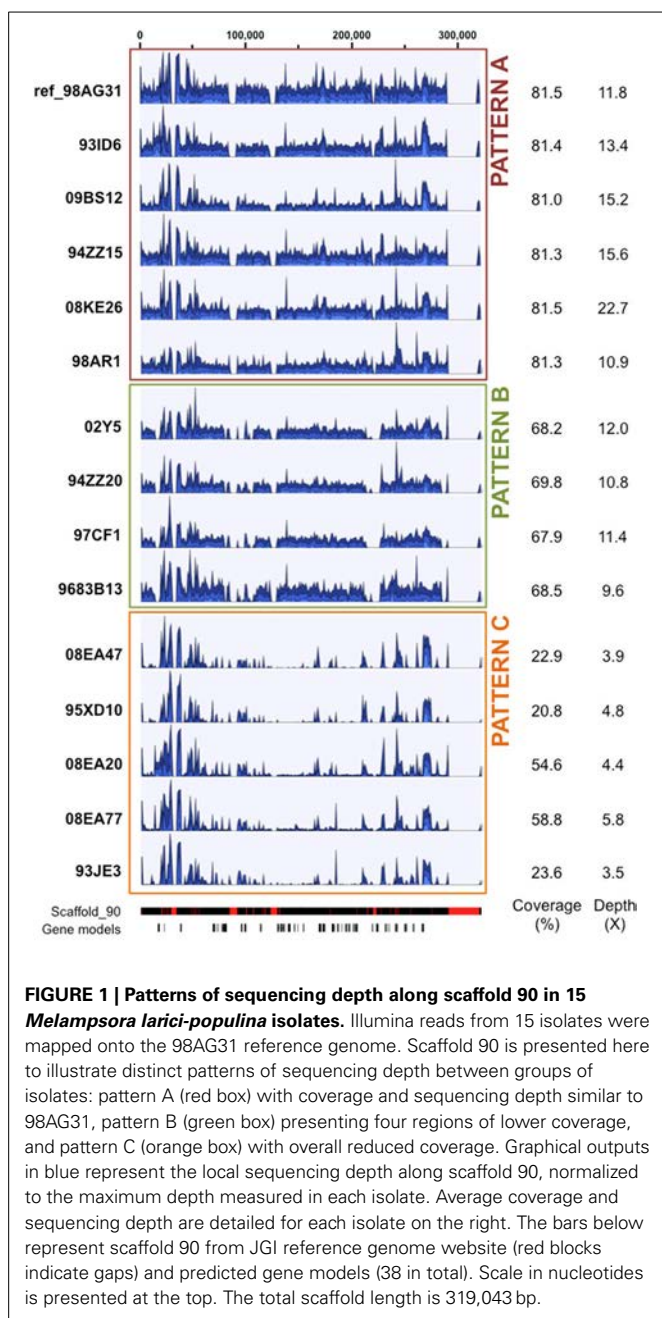 0 100,000 200,000 300,000
PATTERN A
ref_98AG31 81.5 11.8
93ID6 81.4 13.4
09BS12 81.0 15.2
94ZZ15 81.3 15.6
08KE26 81.5 22.7
98AR1 81.3 10.9
PATTERN B
02Y5 68.2 12.0
94ZZ20 69.8 10.8
97CF1 67.9 11.4
9683B13 68.5 9.6
PATTERN C
08EA47 22.9 3.9
95XD10 20.8 4.8
08EA20 54.6 4.4
08EA77 58.8 5.8
93JE3 23.6 3.5
Scaffold_90 Coverage Depth
Gene models (%) (X)
FIGURE 1 | Patterns of sequencing depth along scaffold 90 in 15
Melampsora larici-populina isolates. Illumina reads from 15 isolates were
mapped onto the 98AG31 reference genome. Scaffold 90 is presented here
to illustrate distinct patterns of sequencing depth between groups of
isolates: pattern A (red box) with coverage and sequencing depth similar to
98AG31, pattern B (green box) presenting four regions of lower coverage,
and pattern C (orange box) with overall reduced coverage. Graphical outputs
in blue represent the local sequencing depth along scaffold 90, normalized
to the maximum depth measured in each isolate. Average coverage and
sequencing depth are detailed for each isolate on the right. The bars below
represent scaffold 90 from JGI reference genome website (red blocks
indicate gaps) and predicted gene models (38 in total). Scale in nucleotides
is presented at the top. The total scaffold length is 319,043 bp.